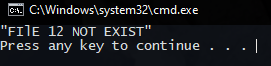 C:\Windows\system32\cmd.exe
"FIlE 12 NOT EXIST"
Press any key to continue . . .